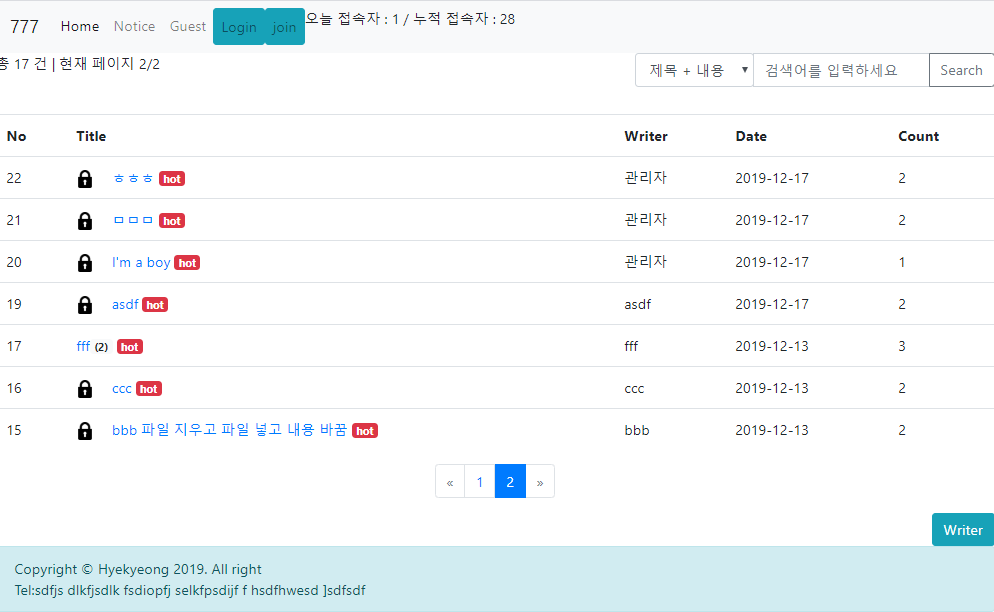 777 Home Notice Guest Login join 오늘 접속자 : 1 / 누적 접속자 : 28
총 17 건 | 현재 페이지 2/2 제목 + 내용 ▼ 검색어를 입력하세요 Search
No Title Writer Date Count
22 ㅎㅎㅎ hot 관리자 2019-12-17 2
21 ㅁㅁㅁ hot 관리자 2019-12-17 2
20 I'm a boy hot 관리자 2019-12-17 1
19 asdf hot asdf 2019-12-17 2
17 fff (2) hot fff 2019-12-13 3
16 ccc hot ccc 2019-12-13 2
15 bbb 파일 지우고 파일 넣고 내용 바꿈 hot bbb 2019-12-13 2
« 1 2 »
Writer
Copyright © Hyekyeong 2019. All right
Tel:sdfjs dlkfjsdlk fsdiopfj selkfpsdijf f hsdfhwesd ]sdfsdf